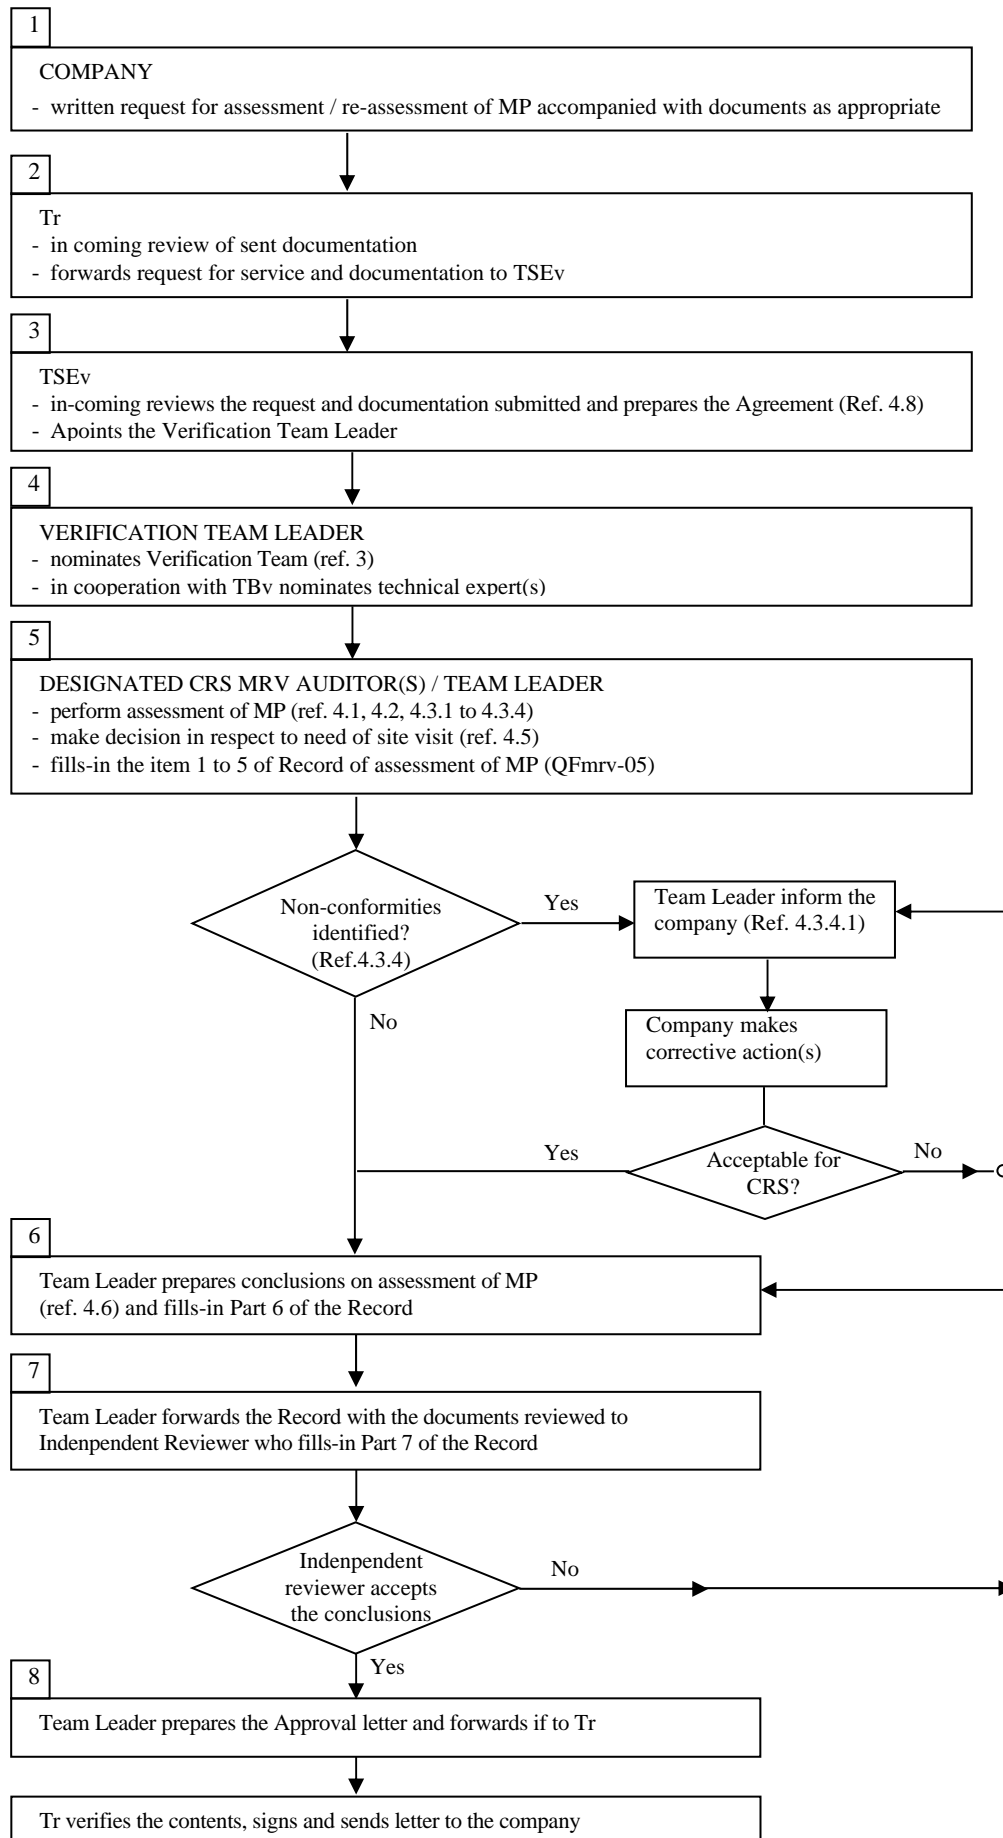 1
COMPANY
- written request for assessment / re-assessment of MP accompanied with documents as appropriate
2
Tr
- in coming review of sent documentation
- forwards request for service and documentation to TSEv
3
TSEv
- in-coming reviews the request and documentation submitted and prepares the Agreement (Ref. 4.8)
- Apoints the Verification Team Leader
4
VERIFICATION TEAM LEADER
- nominates Verification Team (ref. 3)
- in cooperation with TBv nominates technical expert(s)
5
DESIGNATED CRS MRV AUDITOR(S) / TEAM LEADER
- perform assessment of MP (ref. 4.1, 4.2, 4.3.1 to 4.3.4)
- make decision in respect to need of site visit (ref. 4.5)
- fills-in the item 1 to 5 of Record of assessment of MP (QFmrv-05)
Non-conformities
identified?
(Ref.4.3.4)
Yes
Team Leader inform the
company (Ref. 4.3.4.1)
No
Company makes
corrective action(s)
Yes
Acceptable for
CRS?
No
6
Team Leader prepares conclusions on assessment of MP
(ref. 4.6) and fills-in Part 6 of the Record
7
Team Leader forwards the Record with the documents reviewed to
Indenpendent Reviewer who fills-in Part 7 of the Record
Indenpendent
reviewer accepts
the conclusions
No
Yes
8
Team Leader prepares the Approval letter and forwards if to Tr
Tr verifies the contents, signs and sends letter to the company